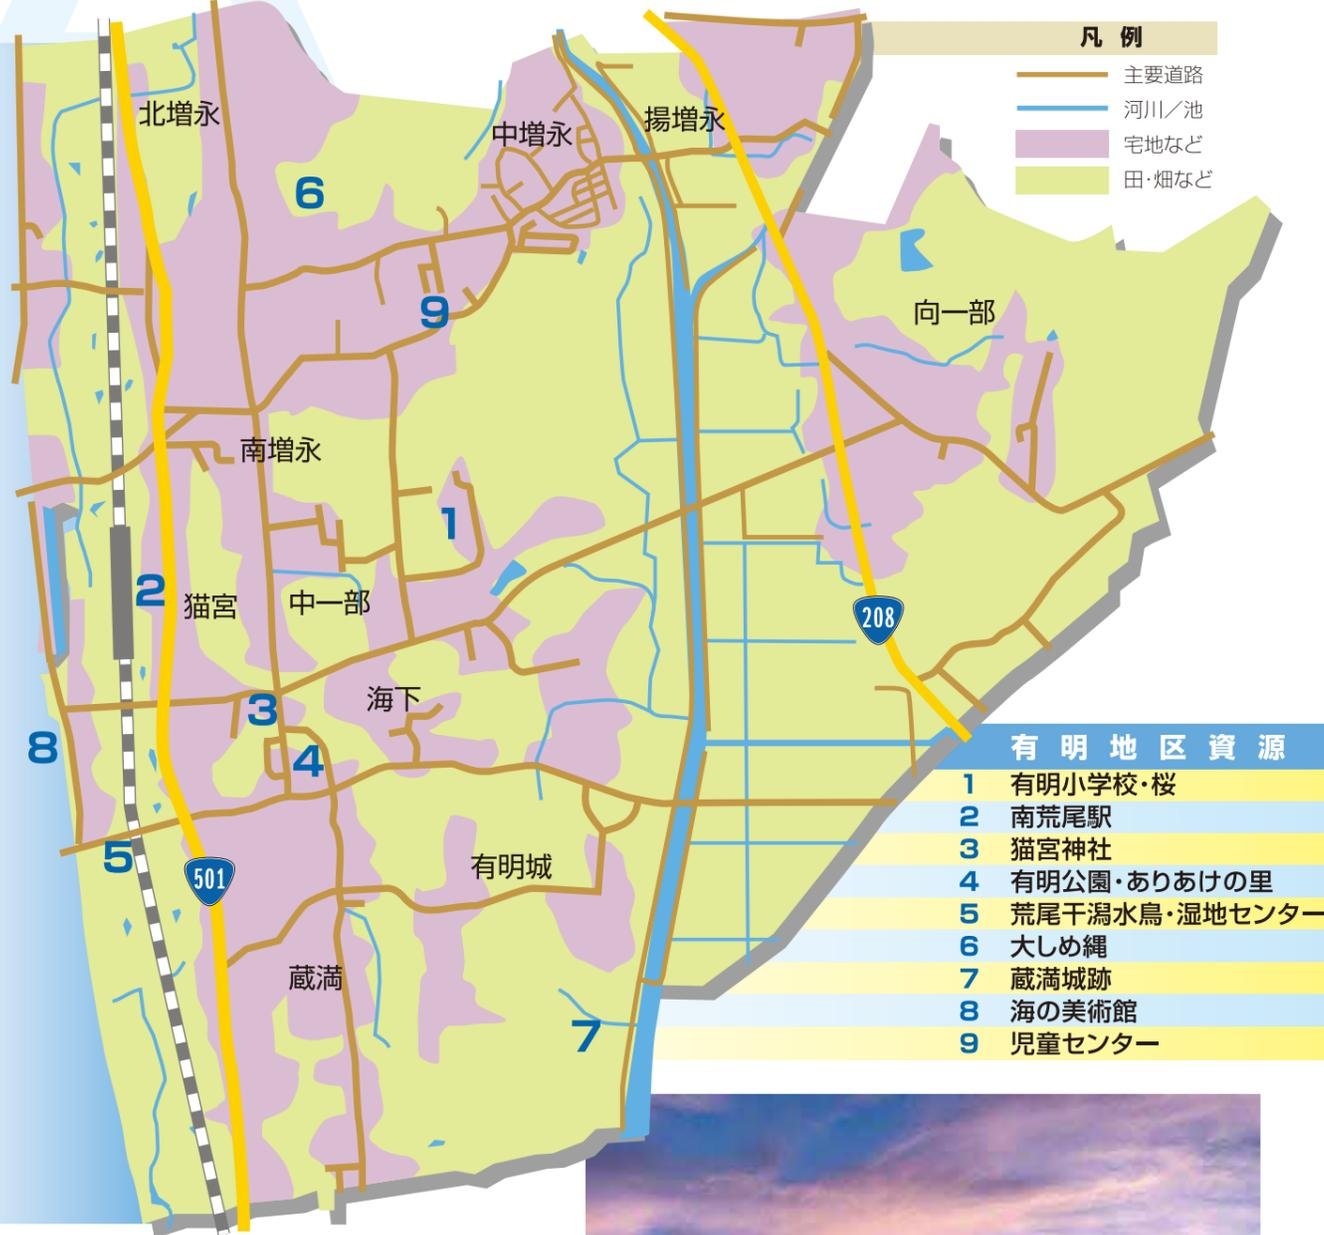 凡例
主要道路
河川／池
宅地など
田・畑など
北増永
中増永
揚増永
6
9
向一部
南増永
1
2
猫宮
中一部
208
3
海下
8
4
5
501
有明城
蔵満
7
有明地区資源
1 有明小学校・桜
2 南荒尾駅
3 猫宮神社
4 有明公園・ありあけの里
5 荒尾干潟水鳥・湿地センター
6 大しめ縄
7 蔵満城跡
8 海の美術館
9 児童センター